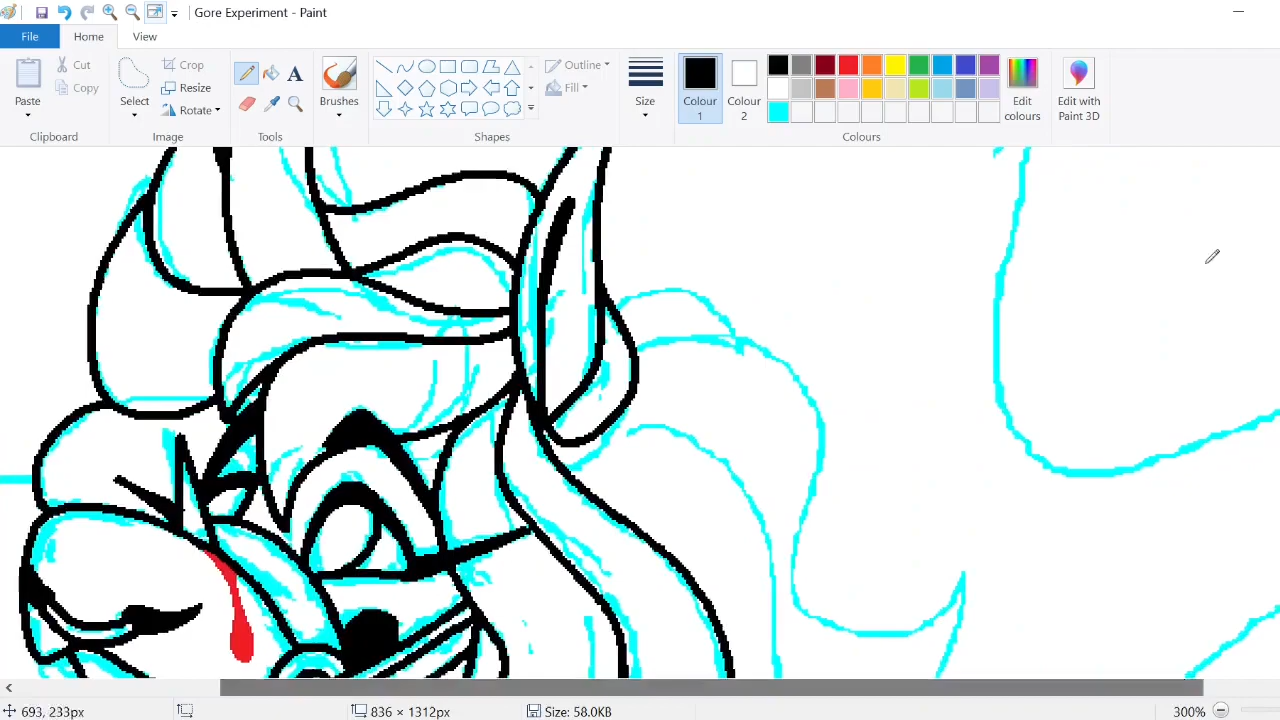 Gore Experiment - Paint
File Home View
Paste Cut Copy
Clipboard
Select Crop Resize Rotate
Image
A
Tools
Brushes
Outline Fill
Shapes
Size
Colour 1 Colour 2
Edit colours
Colours
Edit with Paint 3D
693, 233px 836 × 1312px Size: 58.0KB 300%